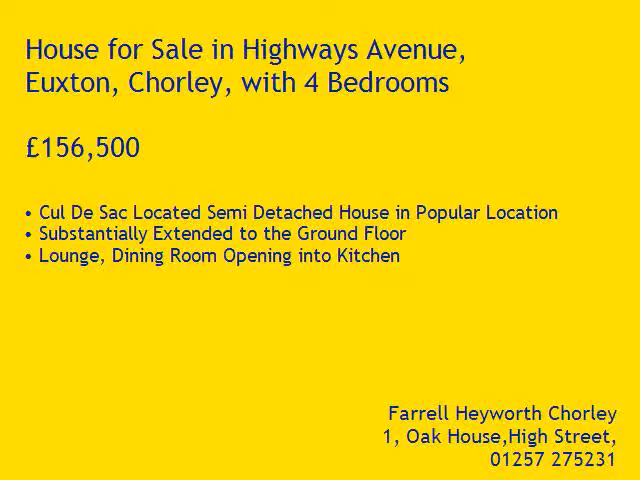 House for Sale in Highways Avenue,
Euxton, Chorley, with 4 Bedrooms
£156,500
• Cul De Sac Located Semi Detached House in Popular Location
• Substantially Extended to the Ground Floor
• Lounge, Dining Room Opening into Kitchen
Farrell Heyworth Chorley
1, Oak House,High Street,
01257 275231